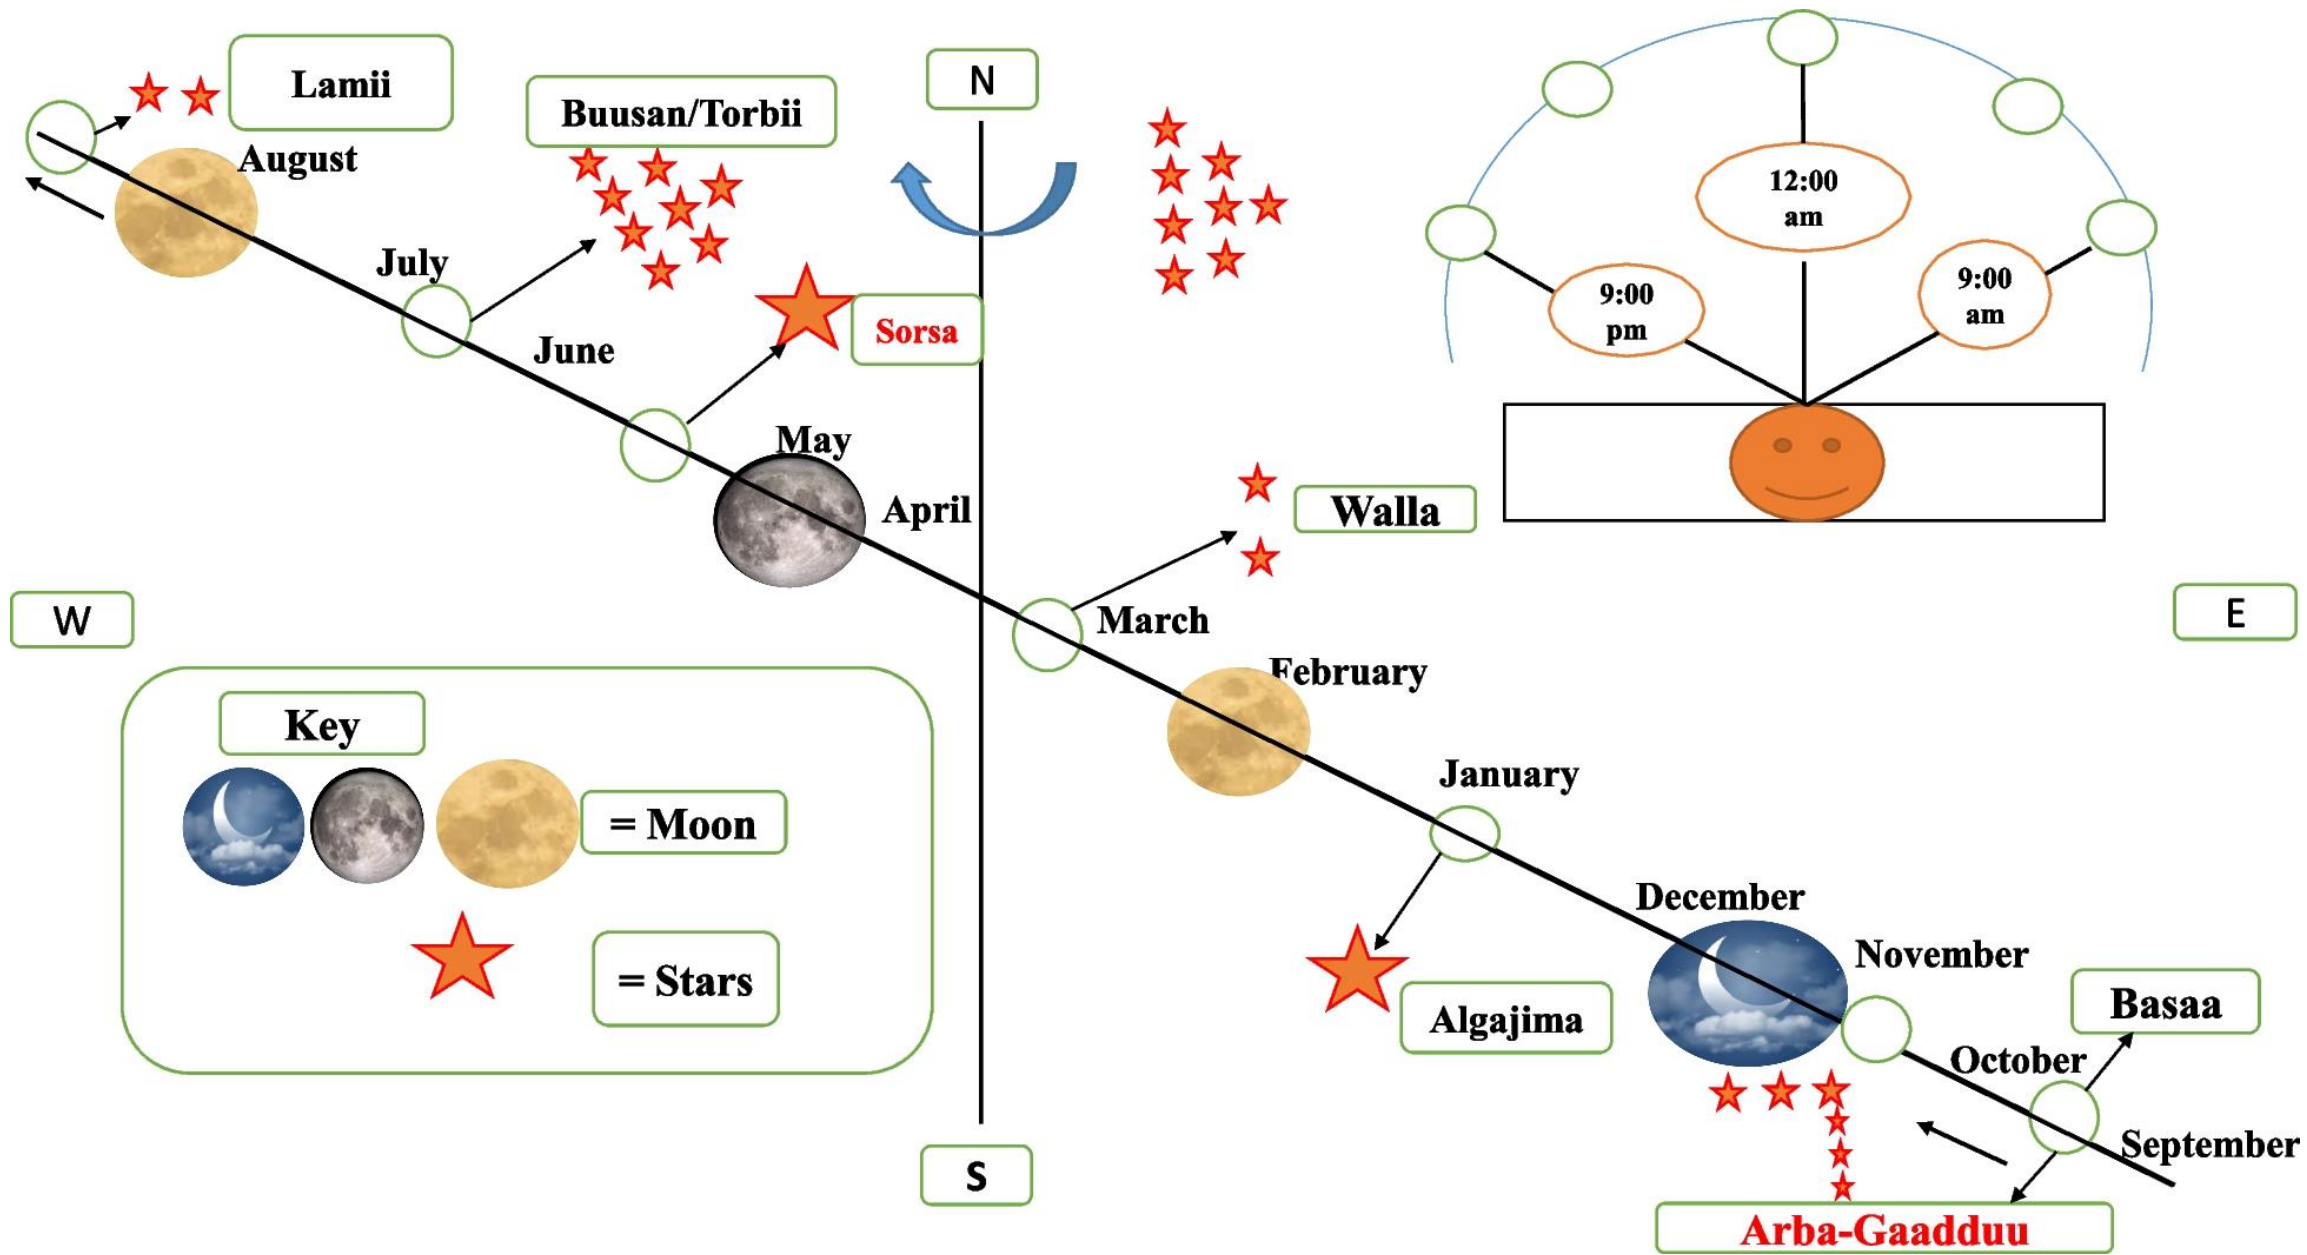 Lamii
August
Buusan/Torbii
N
July
June
Sorsa
May
April
12:00
am
9:00
pm
9:00
am
Walla
W
E
March
February
January
December
November
October
September
Basaa
Algajima
Arba-Gaadduu
S
Key
= Moon
= Stars